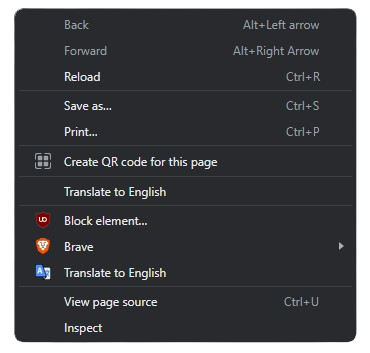 Back Alt+Left arrow
Forward Alt+Right Arrow
Reload Ctrl+R
Save as... Ctrl+S
Print... Ctrl+P
Create QR code for this page
Translate to English
Block element...
Brave
Translate to English
View page source Ctrl+U
Inspect